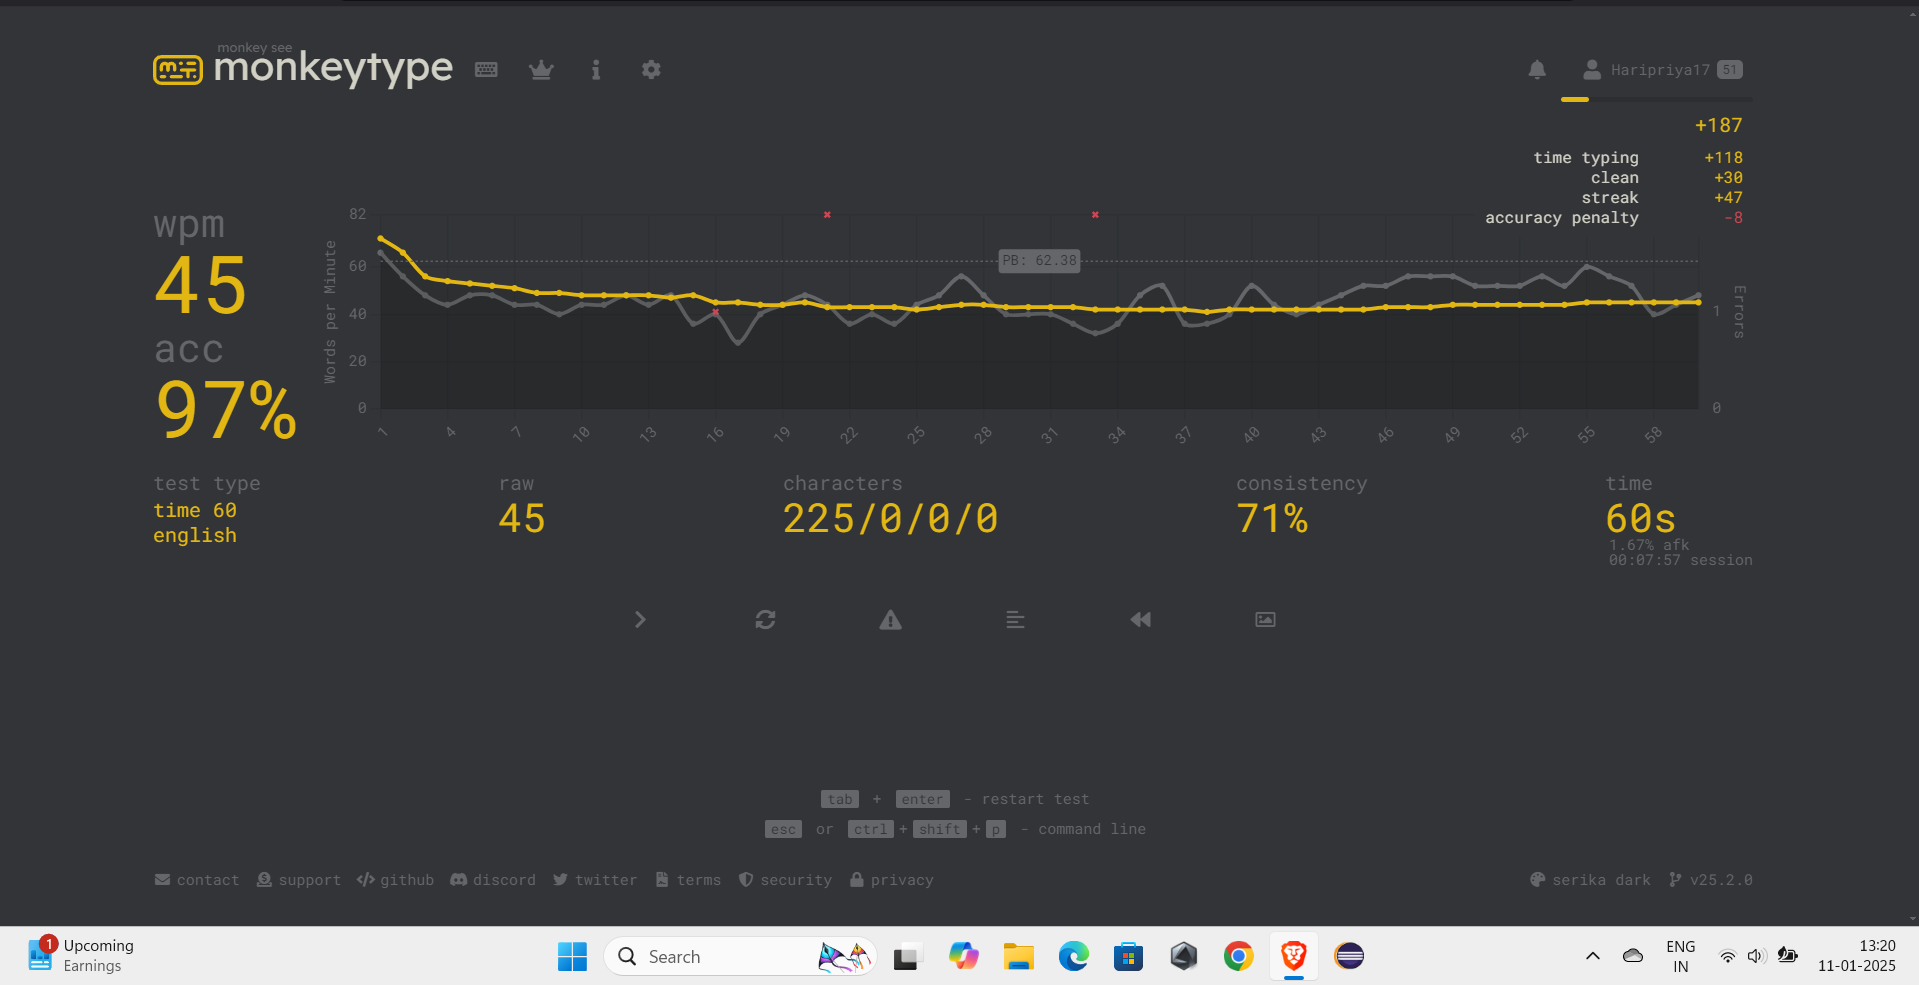 monkey see
monkeytype
Haripriya17 51
+187
time typing +118
clean +30
streak +47
accuracy penalty -8
wpm
45
acc
97%
82
60
40
20
0
Words per Minute
PB: 62.38
1
0
Errors
1 4 7 10 13 16 19 22 25 28 31 34 37 40 43 46 49 52 55 58
test type
time 60
english
raw
45
characters
225/0/0/0
consistency
71%
time
60s
1.67% afk
00:07:57 session
tab + enter - restart test
esc or ctrl + shift + p - command line
contact support github discord twitter terms security privacy
serika dark v25.2.0
1
Upcoming
Earnings
Search
ENG
IN
13:20
11-01-2025